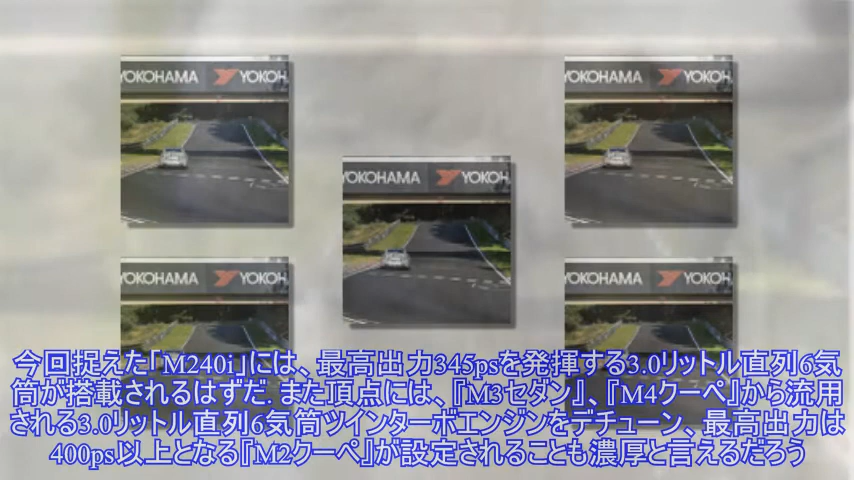 YOKOHAMA YOKOH
YOKOHAMA YOKOH
YOKOHAMA YOKOH
YOKOHAMA YOKOH
YOKOHAMA YOKOH
今回捉えた「M240i」には、最高出力345psを発揮する3.0リットル直列6気
筒が搭載されるはずだ. また頂点には、『M3セダン』、『M4クーペ』から流用
される3.0リットル直列6気筒ツインターボエンジンをデチューン、最高出力は
400ps以上となる『M2クーペ』が設定されることも濃厚と言えるだろう